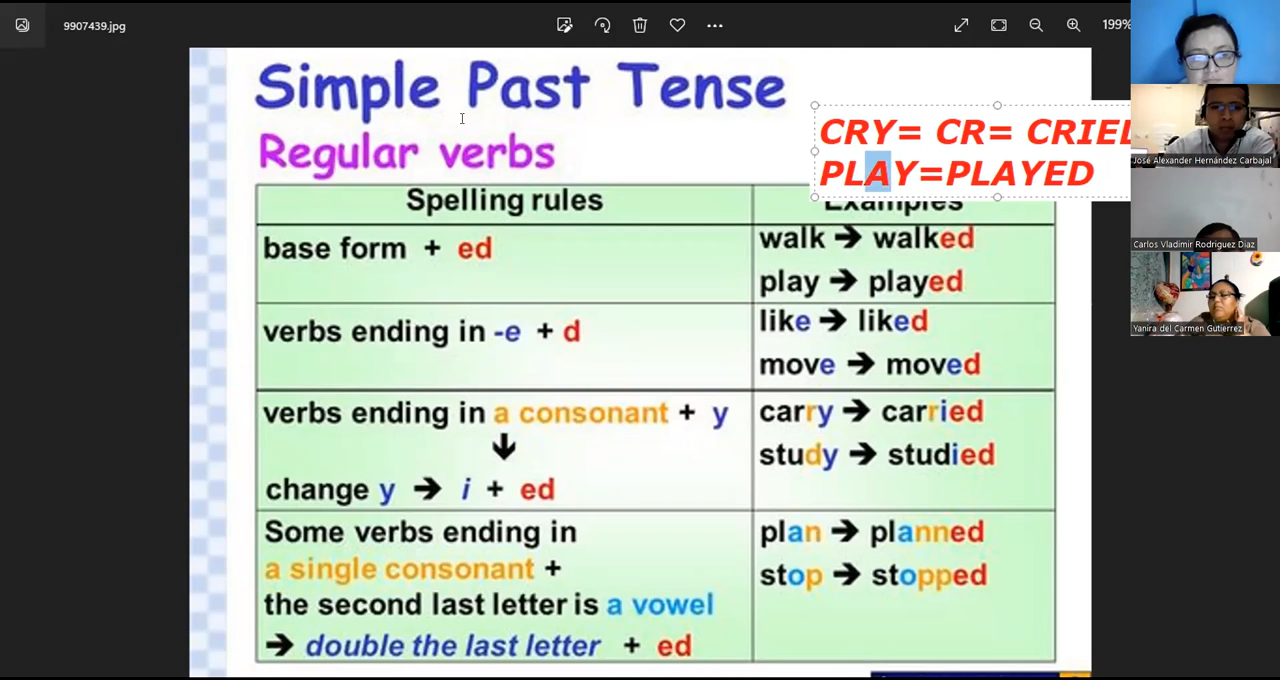 9907439.jpg
199%
Simple Past Tense
CRY= CR= CRIED
PLAY=PLAYED
Regular verbs
Spelling rules
Examples
base form + ed
walk → walked
play → played
verbs ending in -e + d
like → liked
move → moved
verbs ending in a consonant + y
change y → i + ed
carry → carried
study → studied
Some verbs ending in
a single consonant +
the second last letter is a vowel
→ double the last letter + ed
plan → planned
stop → stopped
José Alexander Hernández Carbajal
Carlos Vladimir Rodriguez Diaz
Yanira del Carmen Gutierrez